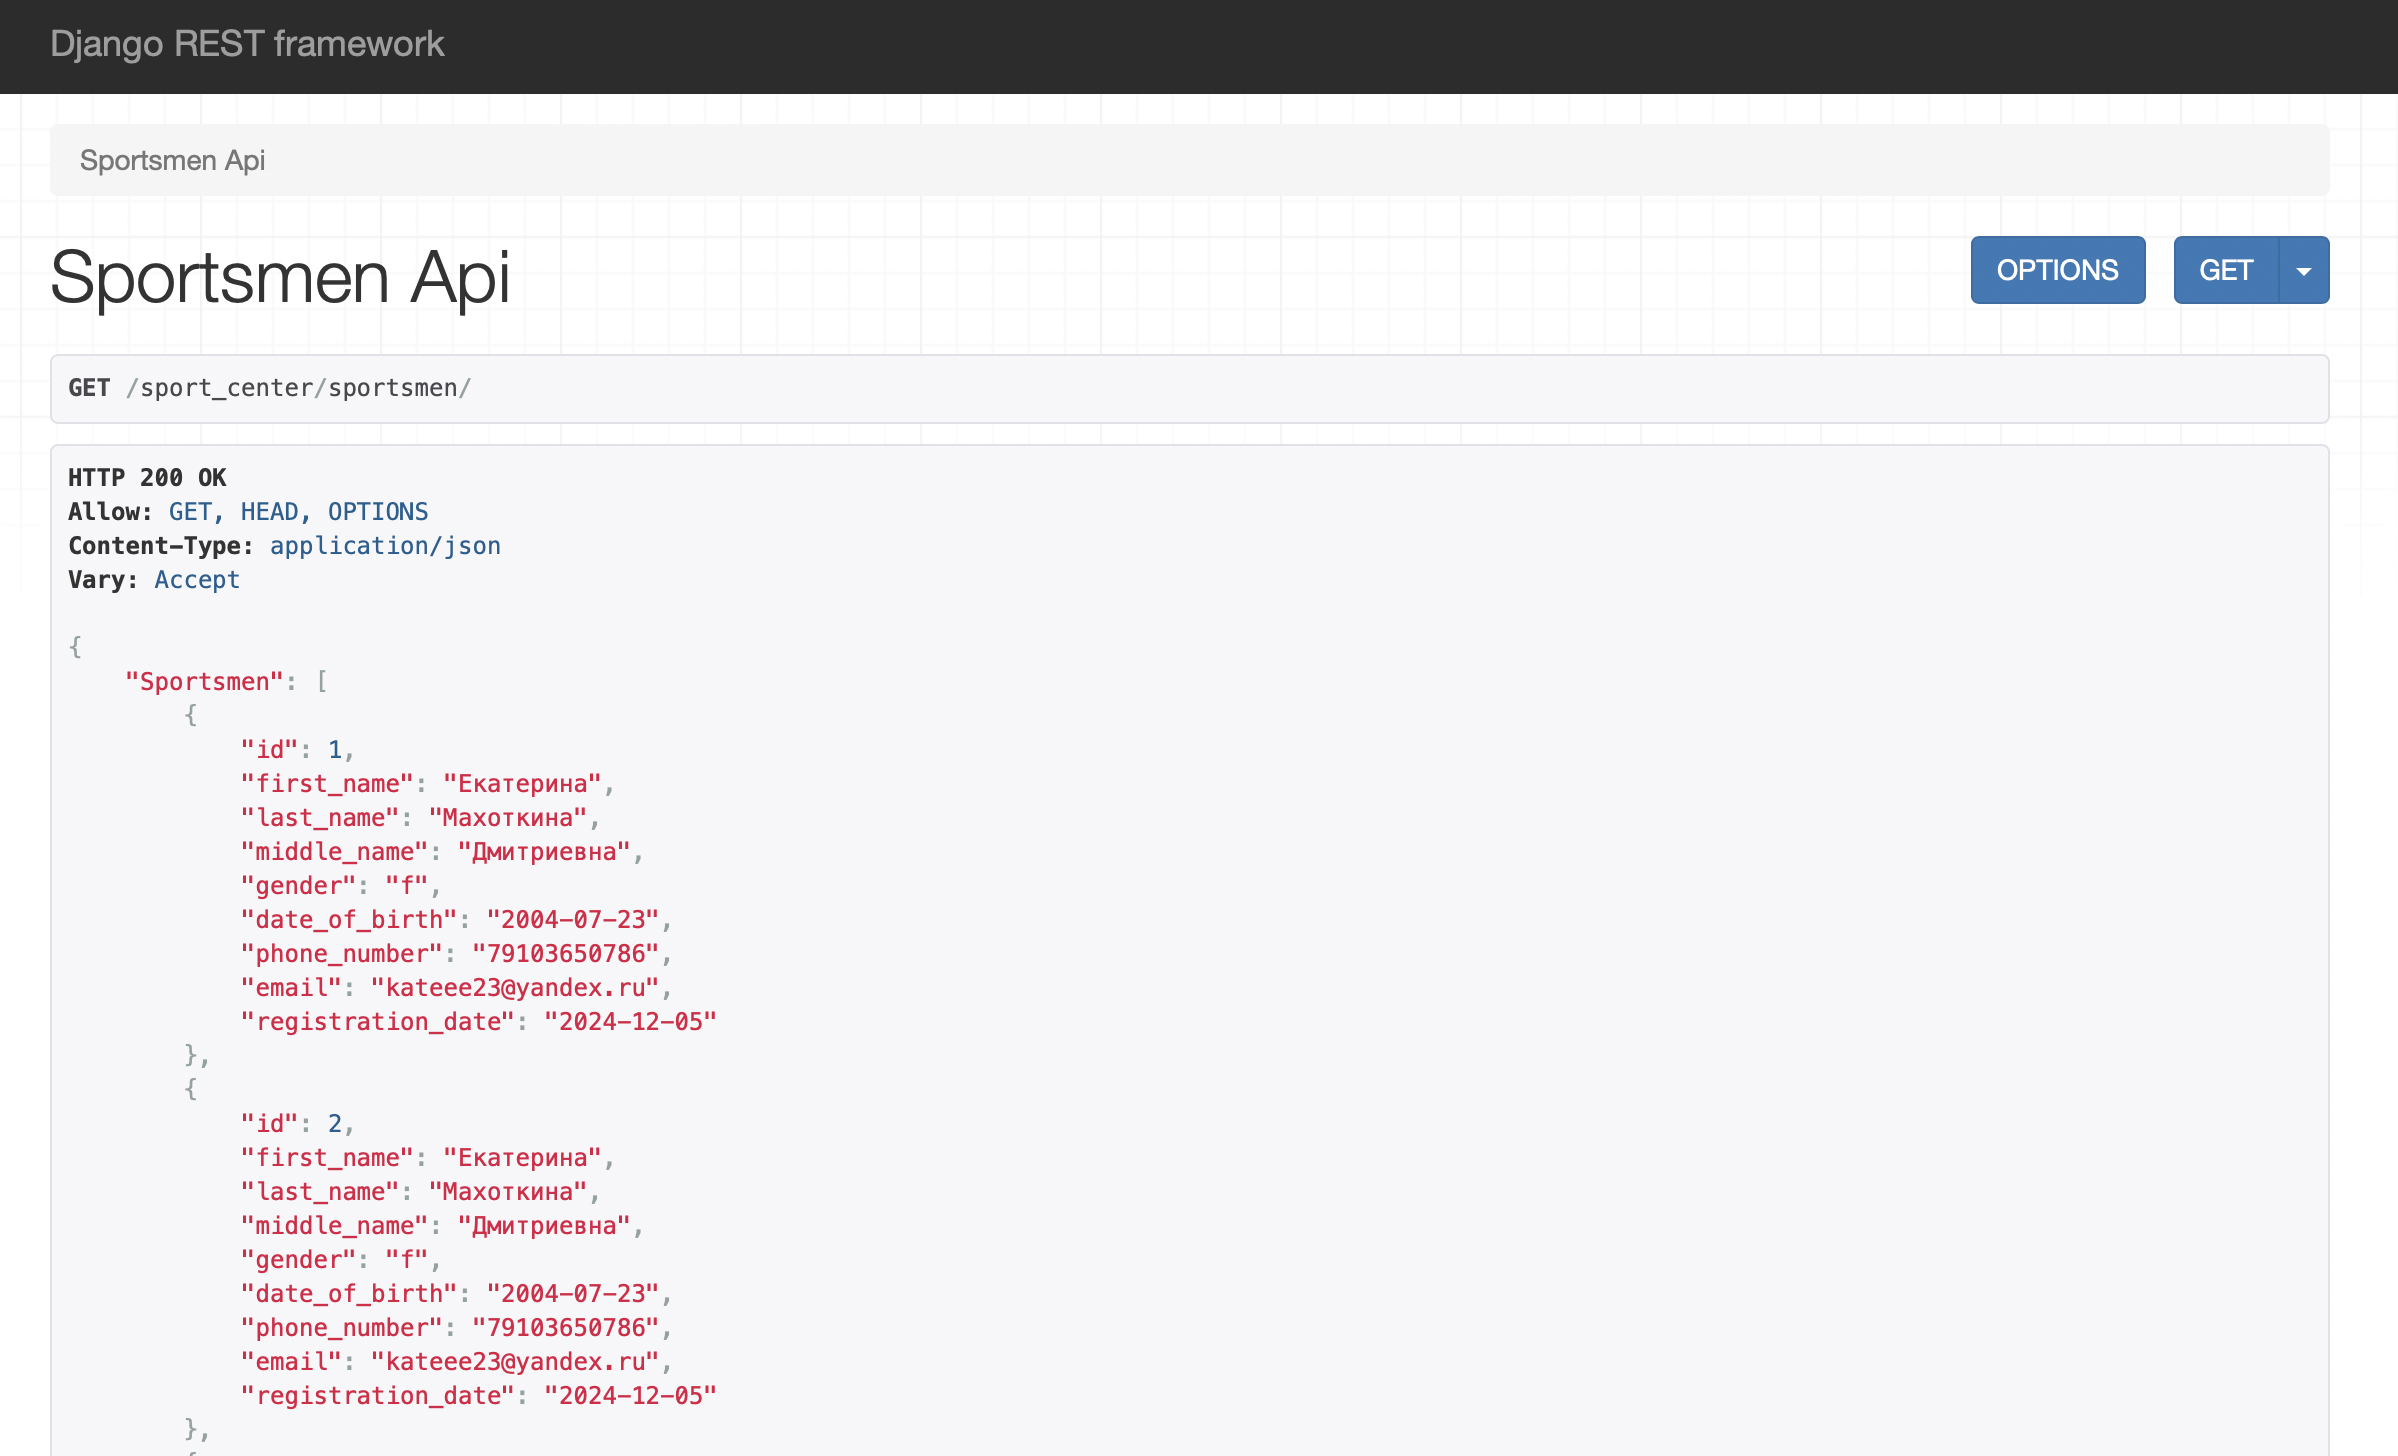 Django REST framework
Sportsmen Api
Sportsmen Api
OPTIONS GET
GET /sport_center/sportsmen/
HTTP 200 OK
Allow: GET, HEAD, OPTIONS
Content-Type: application/json
Vary: Accept
{
    "Sportsmen": [
        {
            "id": 1,
            "first_name": "Екатерина",
            "last_name": "Махоткина",
            "middle_name": "Дмитриевна",
            "gender": "f",
            "date_of_birth": "2004-07-23",
            "phone_number": "79103650786",
            "email": "kateee23@yandex.ru",
            "registration_date": "2024-12-05"
        },
        {
            "id": 2,
            "first_name": "Екатерина",
            "last_name": "Махоткина",
            "middle_name": "Дмитриевна",
            "gender": "f",
            "date_of_birth": "2004-07-23",
            "phone_number": "79103650786",
            "email": "kateee23@yandex.ru",
            "registration_date": "2024-12-05"
        },